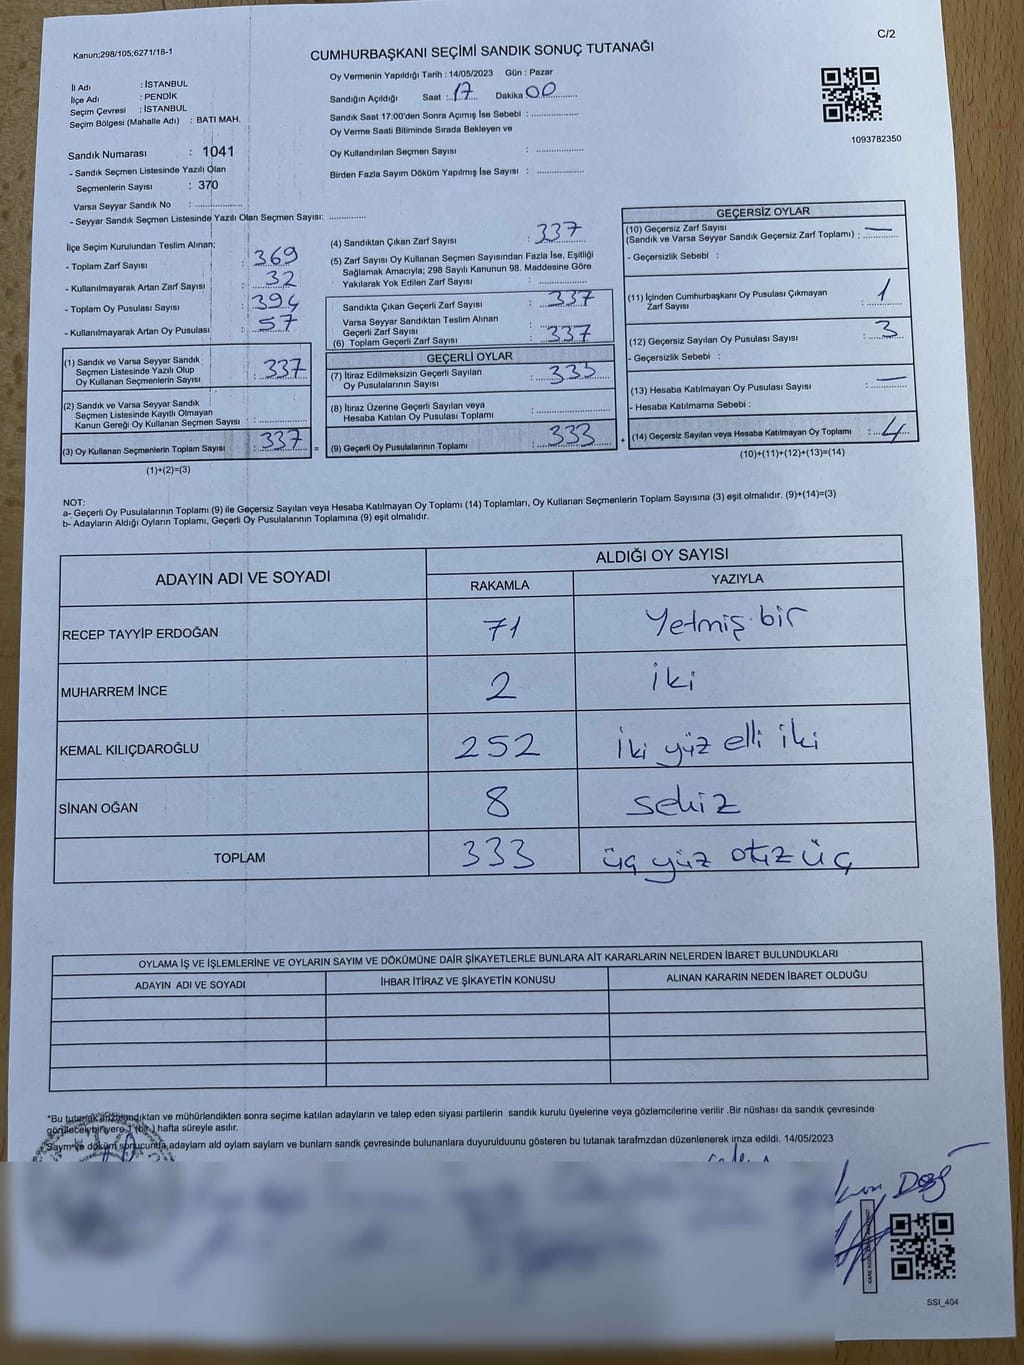 Kanun;298/105;6271/18-1
C/2
CUMHURBAŞKANI SEÇİMİ SANDIK SONUÇ TUTANAĞI
İl Adı : İSTANBUL
İlçe Adı : PENDİK
Seçim Çevresi : İSTANBUL
Seçim Bölgesi (Mahalle Adı) : BATI MAH.
Oy Vermenin Yapıldığı Tarih : 14/05/2023 Gün : Pazar
Sandığın Açıldığı Saat : 17 Dakika 00
Sandık Saat 17:00'den Sonra Açımış İse Sebebi :
Oy Verme Saati Bitiminde Sırada Bekleyen ve
Oy Kullandırılan Seçmen Sayısı :
Birden Fazla Sayım Döküm Yapılmış İse Sayısı :
1093782350
Sandık Numarası : 1041
- Sandık Seçmen Listesinde Yazılı Olan
Seçmenlerin Sayısı : 370
Varsa Seyyar Sandık No :
- Seyyar Sandık Seçmen Listesinde Yazılı Olan Seçmen Sayısı:
İlçe Seçim Kurulundan Teslim Alınan;
- Toplam Zarf Sayısı : 369
- Kullanılmayarak Artan Zarf Sayısı : 32
- Toplam Oy Pusulası Sayısı : 394
- Kullanılmayarak Artan Oy Pusulası : 57
(1) Sandık ve Varsa Seyyar Sandık
Seçmen Listesinde Yazılı Olup
Oy Kullanan Seçmenlerin Sayısı : 337
(2) Sandık ve Varsa Seyyar Sandık
Seçmen Listesinde Kayıtlı Olmayan
Kanun Gereği Oy Kullanan Seçmen Sayısı :
(3) Oy Kullanan Seçmenlerin Toplam Sayısı : 337 =
(1)+(2)=(3)
(4) Sandıktan Çıkan Zarf Sayısı : 337
(5) Zarf Sayısı Oy Kullanan Seçmen Sayısından Fazla İse, Eşitliği
Sağlamak Amacıyla; 298 Sayılı Kanunun 98. Maddesine Göre
Yakılarak Yok Edilen Zarf Sayısı :
Sandıkta Çıkan Geçerli Zarf Sayısı : 337
Varsa Seyyar Sandıktan Teslim Alınan
Geçerli Zarf Sayısı :
(6) Toplam Geçerli Zarf Sayısı : 337
GEÇERLİ OYLAR
(7) İtiraz Edilmeksizin Geçerli Sayılan
Oy Pusulalarının Sayısı : 333
(8) İtiraz Üzerine Geçerli Sayılan veya
Hesaba Katılan Oy Pusulası Toplamı :
(9) Geçerli Oy Pusulalarının Toplamı : 333 +
GEÇERSİZ OYLAR
(10) Geçersiz Zarf Sayısı
(Sandık ve Varsa Seyyar Sandık Geçersiz Zarf Toplamı) : —
- Geçersizlik Sebebi :
(11) İçinden Cumhurbaşkanı Oy Pusulası Çıkmayan
Zarf Sayısı : 1
(12) Geçersiz Sayılan Oy Pusulası Sayısı : 3
- Geçersizlik Sebebi :
(13) Hesaba Katılmayan Oy Pusulası Sayısı : —
- Hesaba Katılmama Sebebi :
(14) Geçersiz Sayılan veya Hesaba Katılmayan Oy Toplamı : 4
(10)+(11)+(12)+(13)=(14)
NOT:
a- Geçerli Oy Pusulalarının Toplamı (9) ile Geçersiz Sayılan veya Hesaba Katılmayan Oy Toplamı (14) Toplamları, Oy Kullanan Seçmenlerin Toplam Sayısına (3) eşit olmalıdır. (9)+(14)=(3)
b- Adayların Aldığı Oyların Toplamı, Geçerli Oy Pusulalarının Toplamına (9) eşit olmalıdır.
ADAYIN ADI VE SOYADI
ALDIĞI OY SAYISI
RAKAMLA YAZIYLA
RECEP TAYYİP ERDOĞAN 71 Yetmiş bir
MUHARREM İNCE 2 iki
KEMAL KILIÇDAROĞLU 252 İki yüz elli iki
SİNAN OĞAN 8 sekiz
TOPLAM 333 üç yüz otuz üç
OYLAMA İŞ VE İŞLEMLERİNE VE OYLARIN SAYIM VE DÖKÜMÜNE DAİR ŞİKAYETLERLE BUNLARA AİT KARARLARIN NELERDEN İBARET BULUNDUKLARI
ADAYIN ADI VE SOYADI İHBAR İTİRAZ VE ŞİKAYETİN KONUSU ALINAN KARARIN NEDEN İBARET OLDUĞU
*Bu tutanak imzalandıktan ve mühürlendikten sonra seçime katılan adayların ve talep eden siyasi partilerin sandık kurulu üyelerine veya gözlemcilerine verilir .Bir nüshası da sandık çevresinde
görülecek bir yere 1 (bir) hafta süreyle asılır.
Sayım ve döküm sonucunda adayların ald oylam sayları ve bunların sandk çevresinde bulunanlara duyurulduunu gösteren bu tutanak tarafmzdan düzenlenerek imza edildi. 14/05/2023
SSI_404